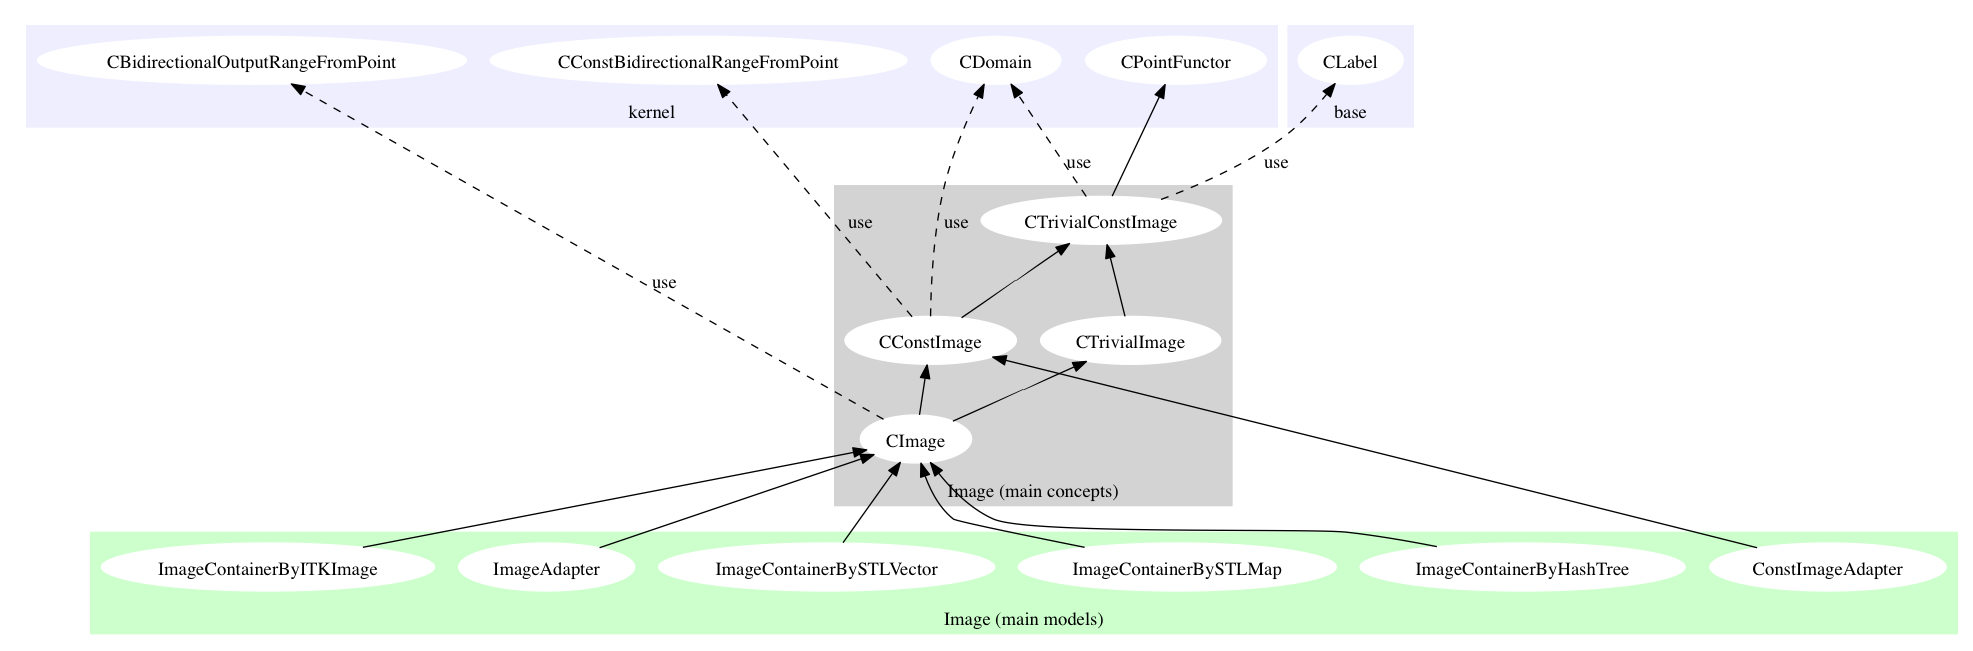 CBidirectionalOutputRangeFromPoint
CConstBidirectionalRangeFromPoint
CDomain
CPointFunctor
CLabel
kernel
base
use
use
CTrivialConstImage
use
use
use
CConstImage
CTrivialImage
CImage
Image (main concepts)
ImageContainerByITKImage
ImageAdapter
ImageContainerBySTLVector
ImageContainerBySTLMap
ImageContainerByHashTree
ConstImageAdapter
Image (main models)